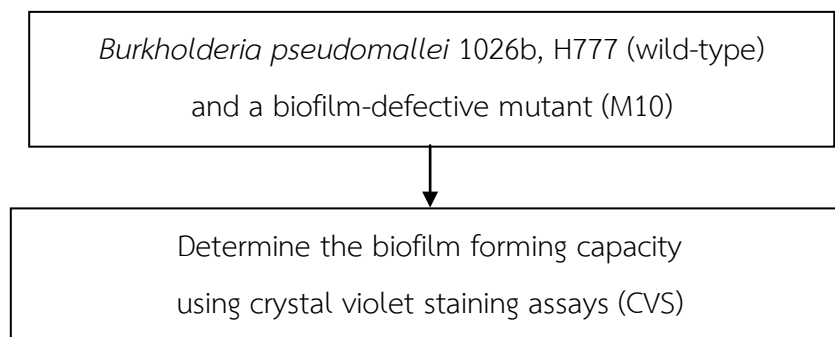 Burkholderia pseudomallei 1026b, H777 (wild-type)
and a biofilm-defective mutant (M10)
Determine the biofilm forming capacity
using crystal violet staining assays (CVS)